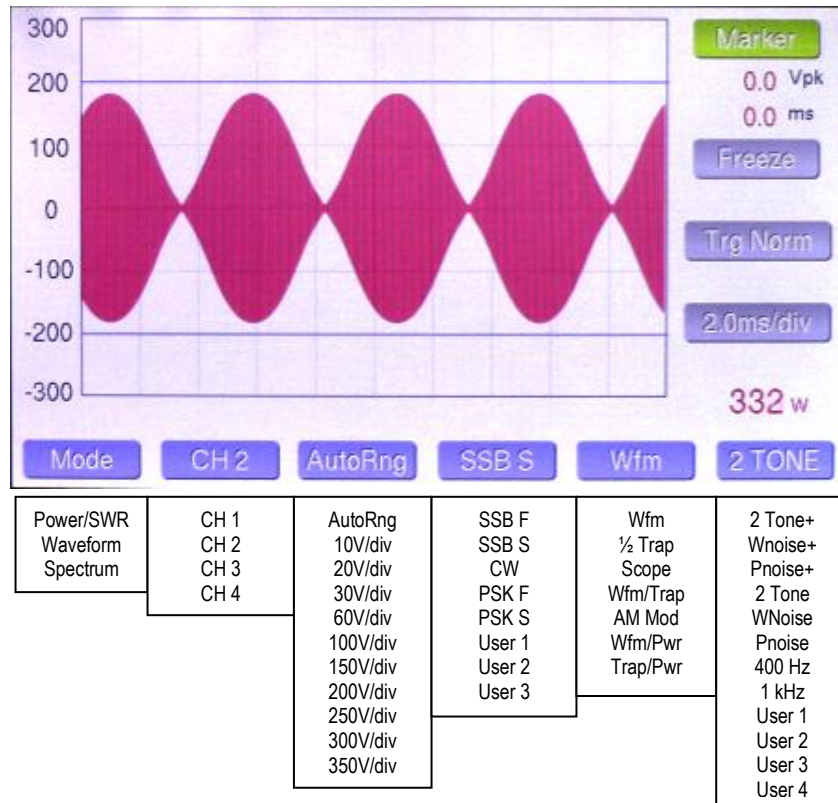 300
200
100
0
-100
-200
-300
Marker
0.0 Vpk
0.0 ms
Freeze
Trg Norm
2.0ms/div
332 w
Mode CH 2 AutoRng SSB S Wfm 2 TONE
Power/SWR
Waveform
Spectrum
CH 1
CH 2
CH 3
CH 4
AutoRng
10V/div
20V/div
30V/div
60V/div
100V/div
150V/div
200V/div
250V/div
300V/div
350V/div
SSB F
SSB S
CW
PSK F
PSK S
User 1
User 2
User 3
Wfm
½ Trap
Scope
Wfm/Trap
AM Mod
Wfm/Pwr
Trap/Pwr
2 Tone+
Wnoise+
Pnoise+
2 Tone
WNoise
Pnoise
400 Hz
1 kHz
User 1
User 2
User 3
User 4